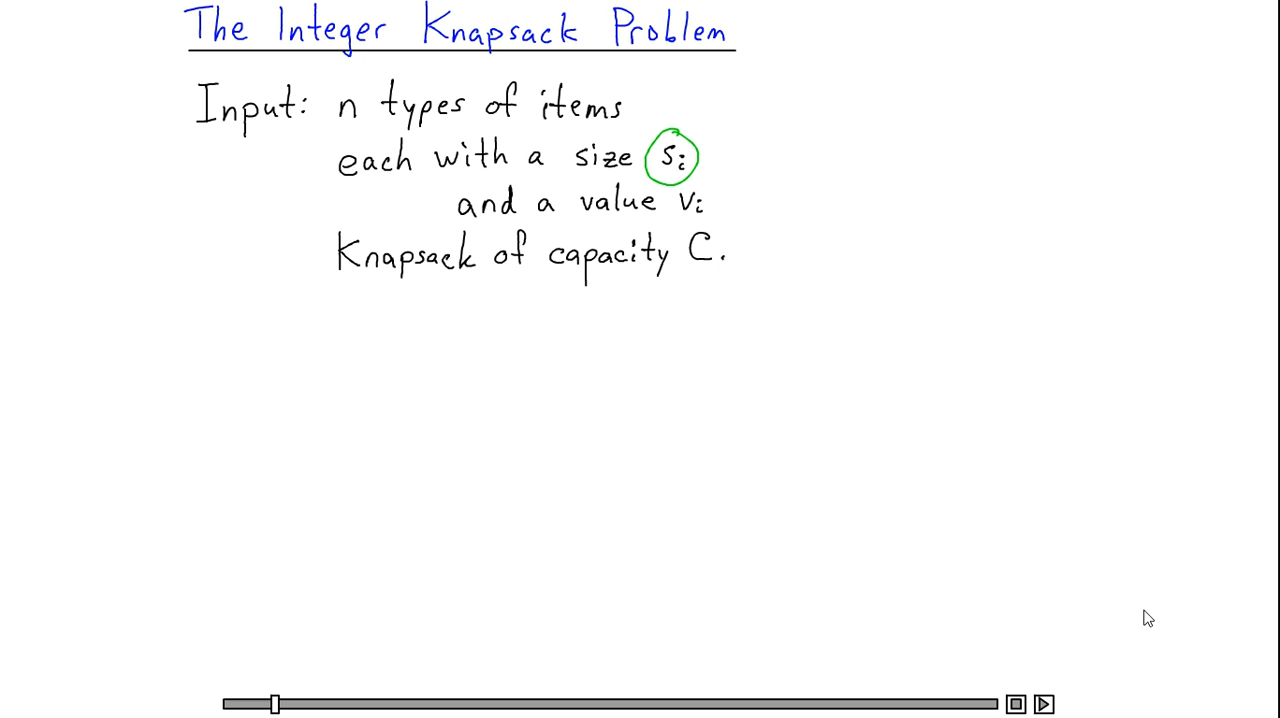 The Integer Knapsack Problem
Input: n types of items
each with a size si
and a value vi
Knapsack of capacity C.